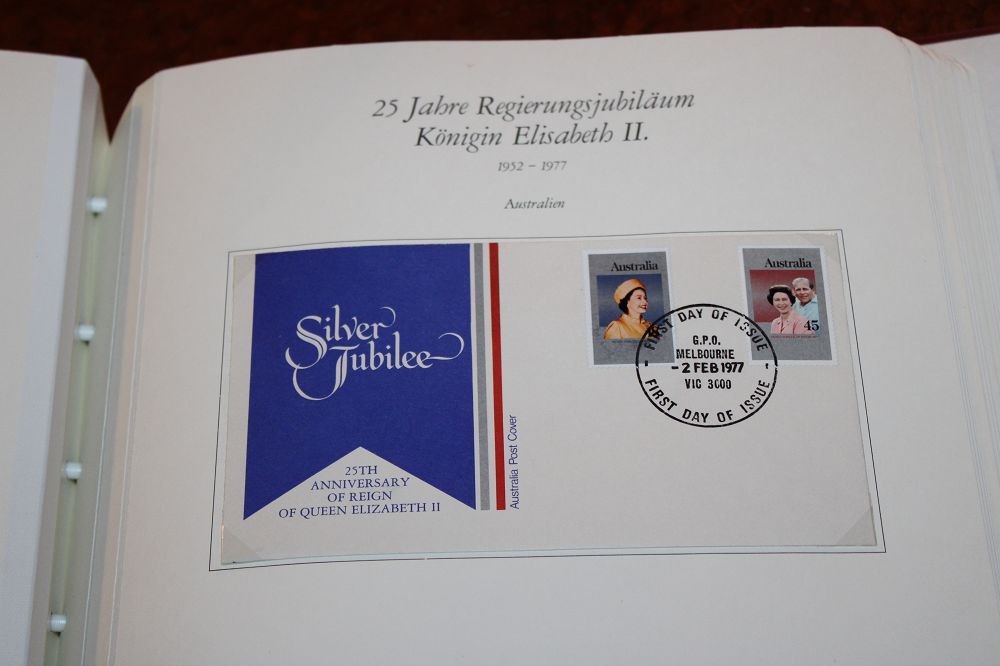 25 Jahre Regierungsjubiläum
Königin Elisabeth II.
1952 – 1977
Australien
Silver
Jubilee
25TH
ANNIVERSARY
OF REIGN
OF QUEEN ELIZABETH II
Australia Post Cover
Australia
Australia
45
FIRST DAY OF ISSUE
G.P.O.
MELBOURNE
- 2 FEB 1977
VIC 3000
FIRST DAY OF ISSUE